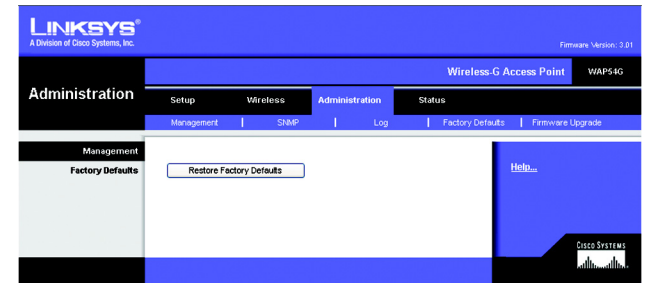 LINKSYS®
A Division of Cisco Systems, Inc.
Firmware Version: 3.01
Wireless-G Access Point WAP54G
Administration
Setup Wireless Administration Status
Management | SNMP | Log | Factory Defaults | Firmware Upgrade
Management
Factory Defaults
Restore Factory Defaults
Help...
CISCO SYSTEMS